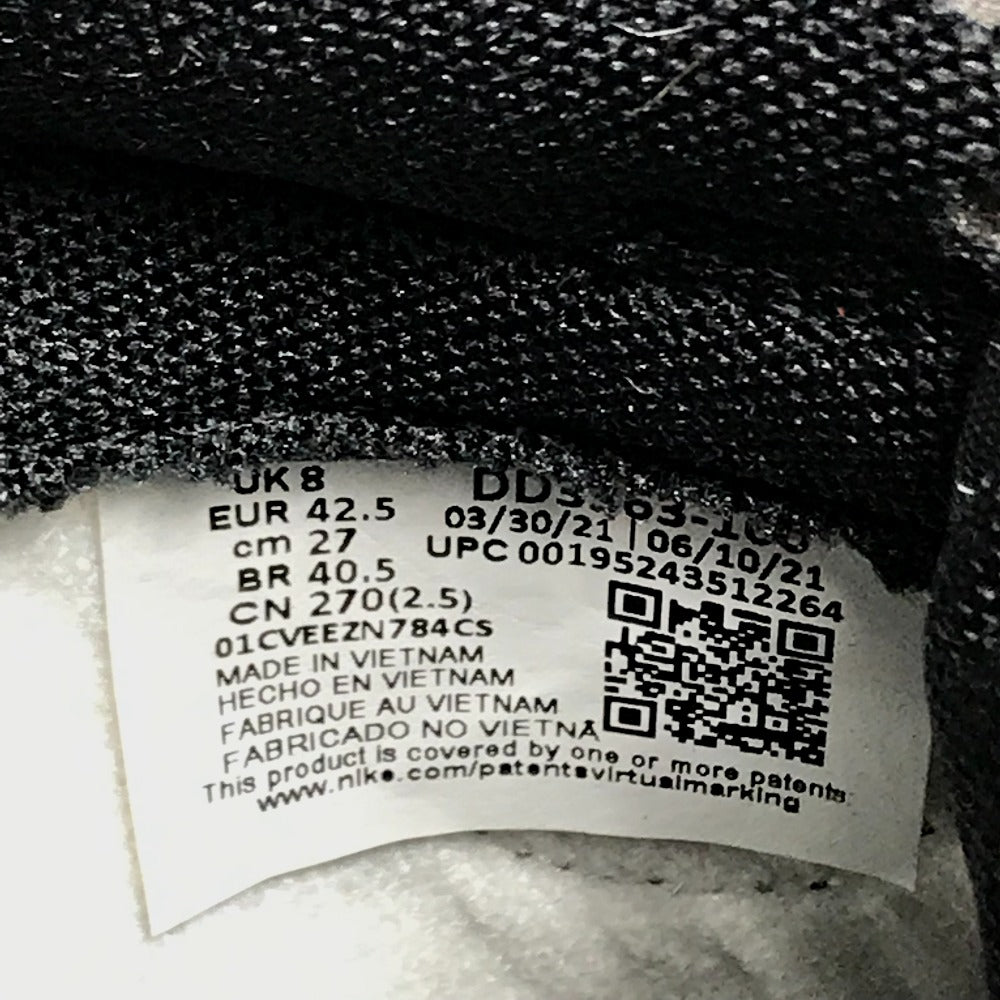 UK 8
EUR 42.5
cm 27
BR 40.5
CN 270(2.5)
01CVEEZN784CS
MADE IN VIETNAM
HECHO EN VIETNAM
FABRIQUE AU VIETNAM
FABRICADO NO VIETNÃ
This product is covered by one or more patents:
www.nike.com/patentsvirtualmarking
03/30/21 | 06/10/21
UPC 00195243512264